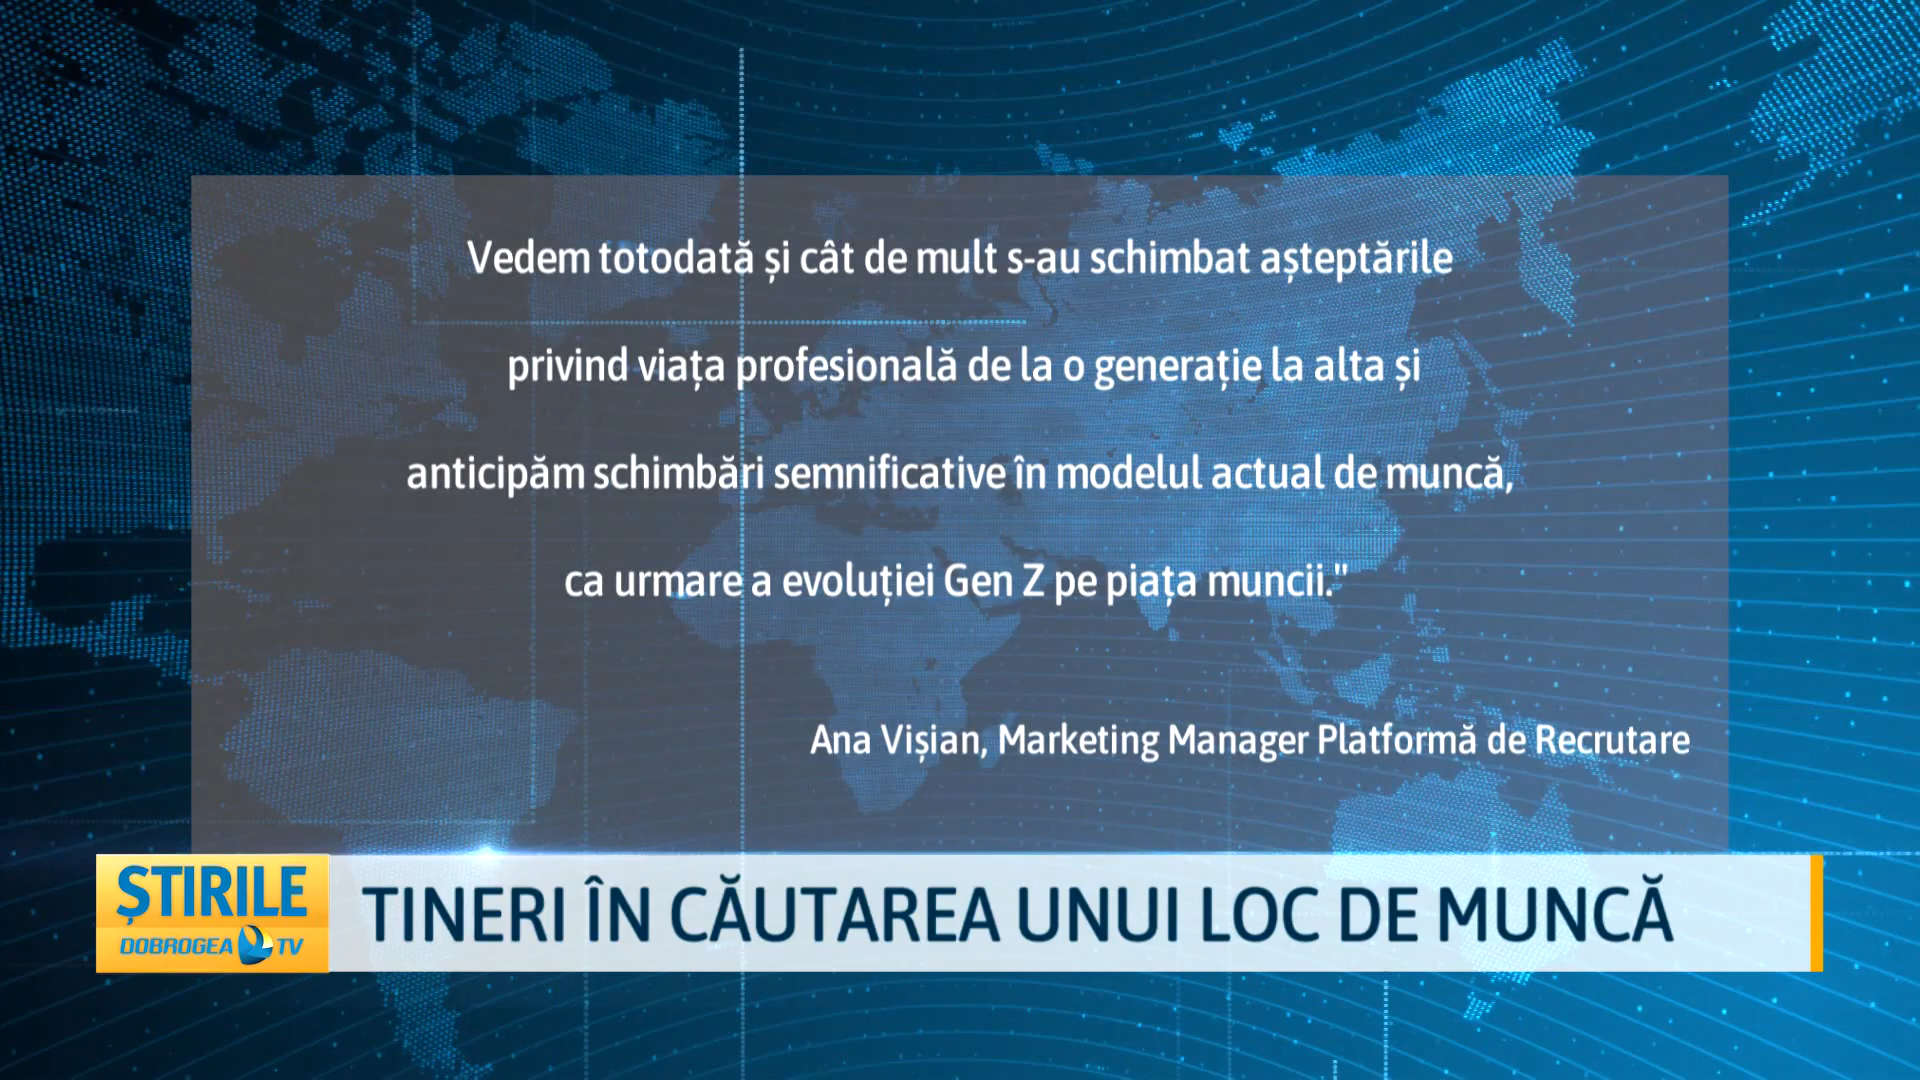 Vedem totodată și cât de mult s-au schimbat așteptările
privind viața profesională de la o generație la alta și
anticipăm schimbări semnificative în modelul actual de muncă,
ca urmare a evoluției Gen Z pe piața muncii."
Ana Vișian, Marketing Manager Platformă de Recrutare
ȘTIRILE
DOBROGEA TV
TINERI ÎN CĂUTAREA UNUI LOC DE MUNCĂ